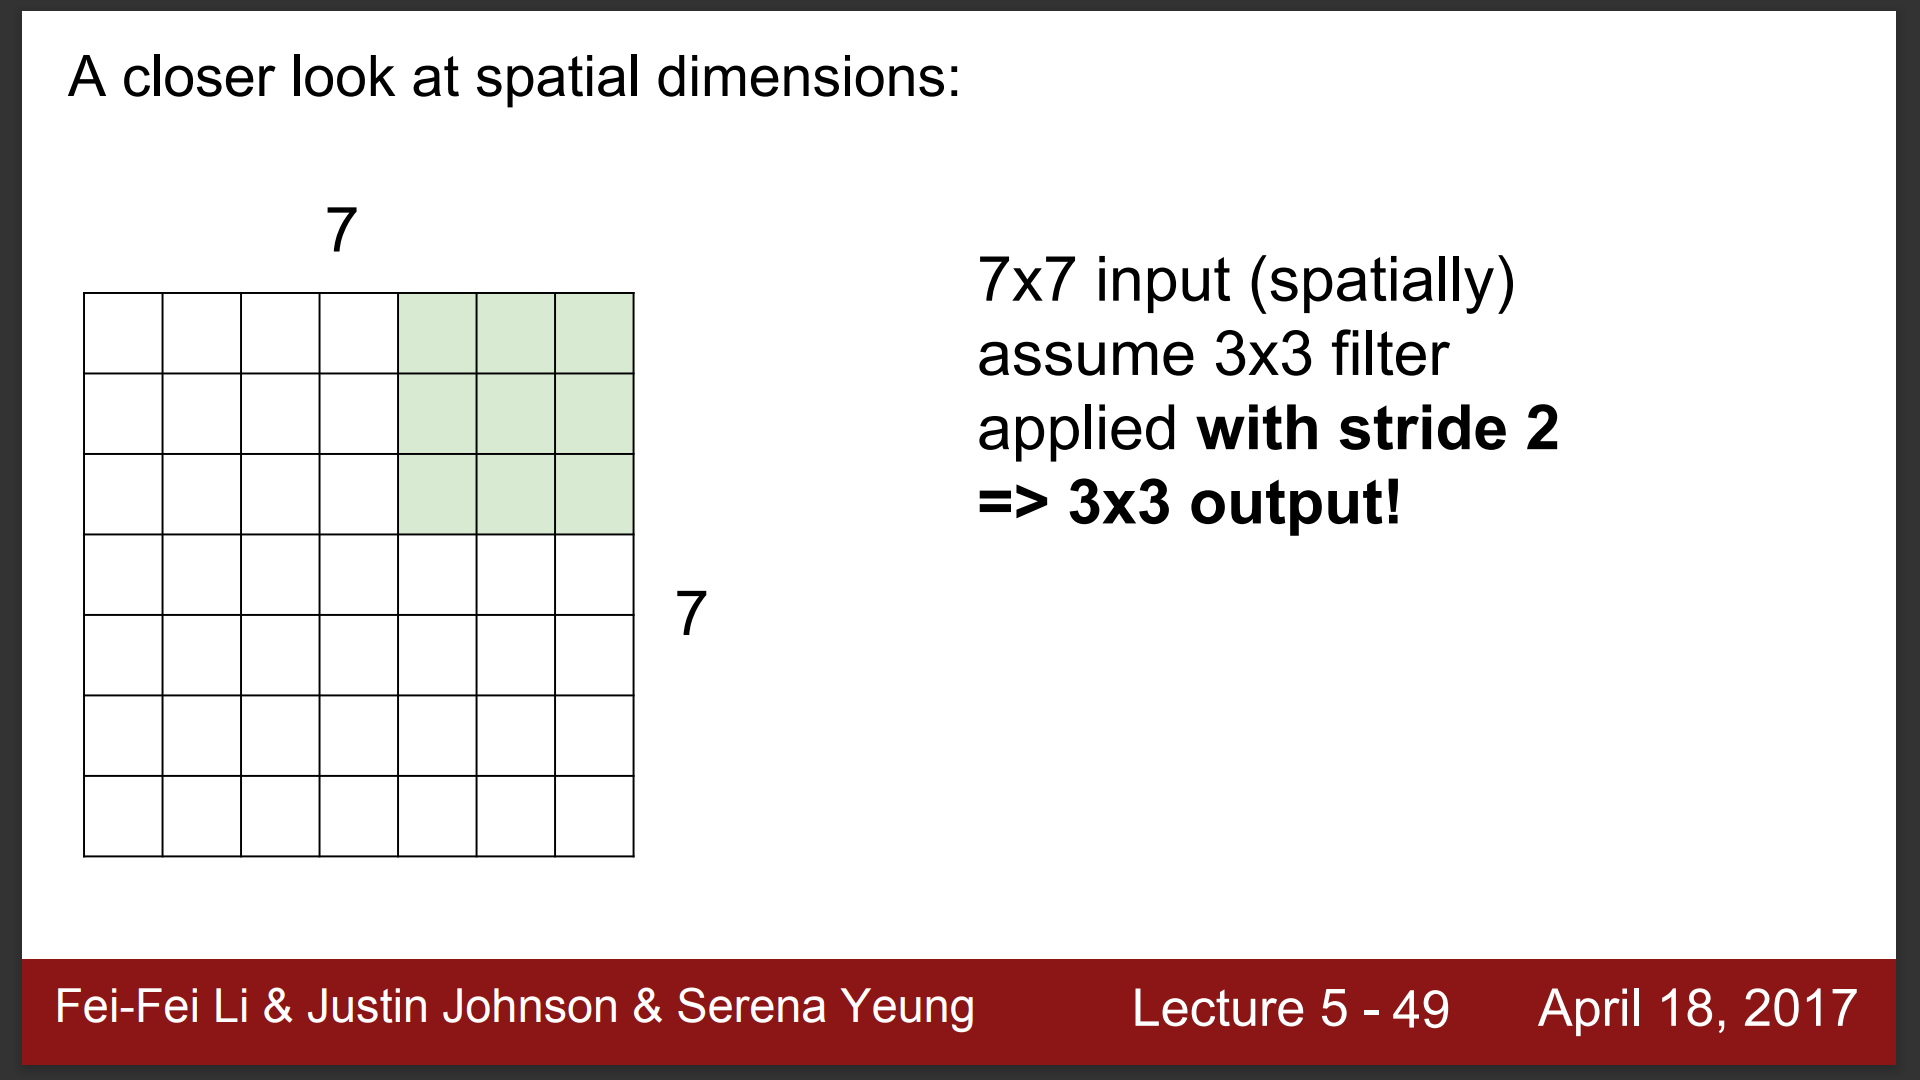 A closer look at spatial dimensions:
7
7x7 input (spatially)
assume 3x3 filter
applied with stride 2
=> 3x3 output!
7
Fei-Fei Li & Justin Johnson & Serena Yeung
Lecture 5 - 49
April 18, 2017